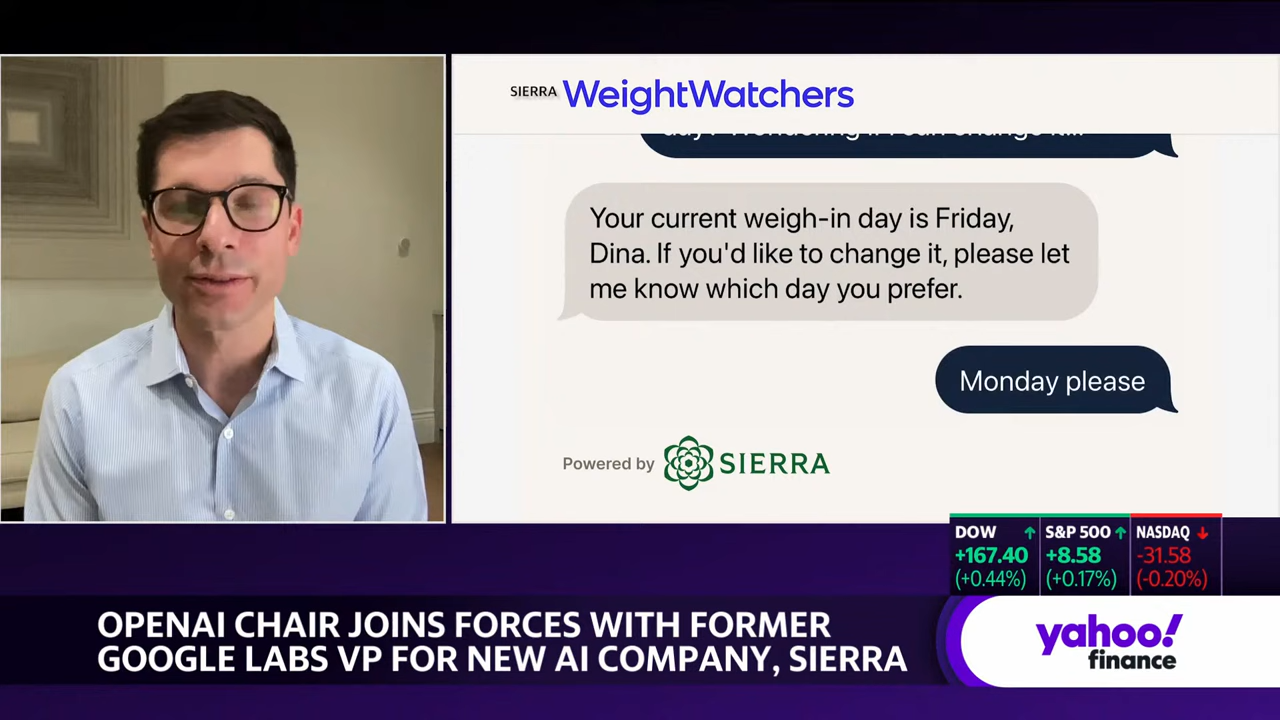 SIERRA WeightWatchers
Your current weigh-in day is Friday,
Dina. If you'd like to change it, please let
me know which day you prefer.
Monday please
Powered by SIERRA
DOW S&P 500 NASDAQ
+167.40 +8.58 -31.58
(+0.44%) (+0.17%) (-0.20%)
OPENAI CHAIR JOINS FORCES WITH FORMER
GOOGLE LABS VP FOR NEW AI COMPANY, SIERRA
yahoo!
finance